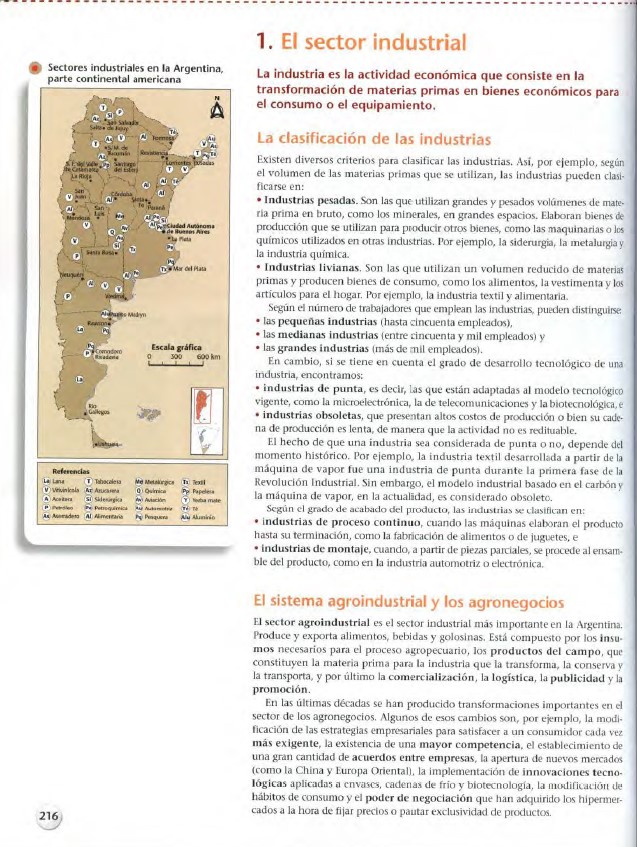 1. El sector industrial
Sectores industriales en la Argentina,
parte continental americana
La industria es la actividad económica que consiste en la
transformación de materias primas en bienes económicos para
el consumo o el equipamiento.
La clasificación de las industrias
Existen diversos criterios para clasificar las industrias. Así, por ejemplo, según
el volumen de las materias primas que se utilizan, las industrias pueden clasi-
ficarse en:
• Industrias pesadas. Son las que utilizan grandes y pesados volúmenes de mate-
ria prima en bruto, como los minerales, en grandes espacios. Elaboran bienes de
producción que se utilizan para producir otros bienes, como las maquinarias o los
químicos utilizados en otras industrias. Por ejemplo, la siderurgia, la metalurgia y
la industria química.
• Industrias livianas. Son las que utilizan un volumen reducido de materias
primas y producen bienes de consumo, como los alimentos, la vestimenta y los
artículos para el hogar. Por ejemplo, la industria textil y alimentaria.
Según el número de trabajadores que emplean las industrias, pueden distinguirse
• las pequeñas industrias (hasta cincuenta empleados),
• las medianas industrias (entre cincuenta y mil empleados) y
• las grandes industrias (más de mil empleados).
En cambio, si se tiene en cuenta el grado de desarrollo tecnológico de una
industria, encontramos:
• industrias de punta, es decir, las que están adaptadas al modelo tecnológico
vigente, como la microelectrónica, la de telecomunicaciones y la biotecnológica, e
• industrias obsoletas, que presentan altos costos de producción o bien su cade-
na de producción es lenta, de manera que la actividad no es redituable.
El hecho de que una industria sea considerada de punta o no, depende del
momento histórico. Por ejemplo, la industria textil desarrollada a partir de la
máquina de vapor fue una industria de punta durante la primera fase de la
Revolución Industrial. Sin embargo, el modelo industrial basado en el carbón y
la máquina de vapor, en la actualidad, es considerado obsoleto.
Según el grado de acabado del producto, las industrias se clasifican en:
• industrias de proceso continuo, cuando las máquinas elaboran el producto
hasta su terminación, como la fabricación de alimentos o de juguetes, e
• industrias de montaje, cuando, a partir de piezas parciales, se procede al ensam-
ble del producto, como en la industria automotriz o electrónica.
El sistema agroindustrial y los agronegocios
El sector agroindustrial es el sector industrial más importante en la Argentina.
Produce y exporta alimentos, bebidas y golosinas. Está compuesto por los insu-
mos necesarios para el proceso agropecuario, los productos del campo, que
constituyen la materia prima para la industria que la transforma, la conserva y
la transporta, y por último la comercialización, la logística, la publicidad y la
promoción.
En las últimas décadas se han producido transformaciones importantes en el
sector de los agronegocios. Algunos de esos cambios son, por ejemplo, la modi-
ficación de las estrategias empresariales para satisfacer a un consumidor cada vez
más exigente, la existencia de una mayor competencia, el establecimiento de
una gran cantidad de acuerdos entre empresas, la apertura de nuevos mercados
(como la China y Europa Oriental), la implementación de innovaciones tecno-
lógicas aplicadas a envases, cadenas de frío y biotecnología, la modificación de
hábitos de consumo y el poder de negociación que han adquirido los hipermer-
cados a la hora de fijar precios o pautar exclusividad de productos.
N
Santiago
del Estero
Resistencia
Corrientes
Posadas
La Rioja
San
Juan
Córdoba
Santa
Fe
Paraná
Mendoza
San
Luis
Ciudad Autónoma
de Buenos Aires
La Plata
Santa Rosa
Mar del Plata
Neuquén
Viedma
Rawson
Comodoro
Rivadavia
Río
Gallegos
Ushuaia
Escala gráfica
0 300 600 km
Referencias
La Lana T Tabacalera Me Metalúrgica Tx Textil
V Vitivinícola Az Azucarera Q Química Pp Papelera
A Aceitera Si Siderúrgica Av Aviación Y Yerba mate
P Petróleo Pe Petroquímica Au Automotriz Té Té
As Aserradero Al Alimentaria Pq Pesquera Alu Aluminio
216